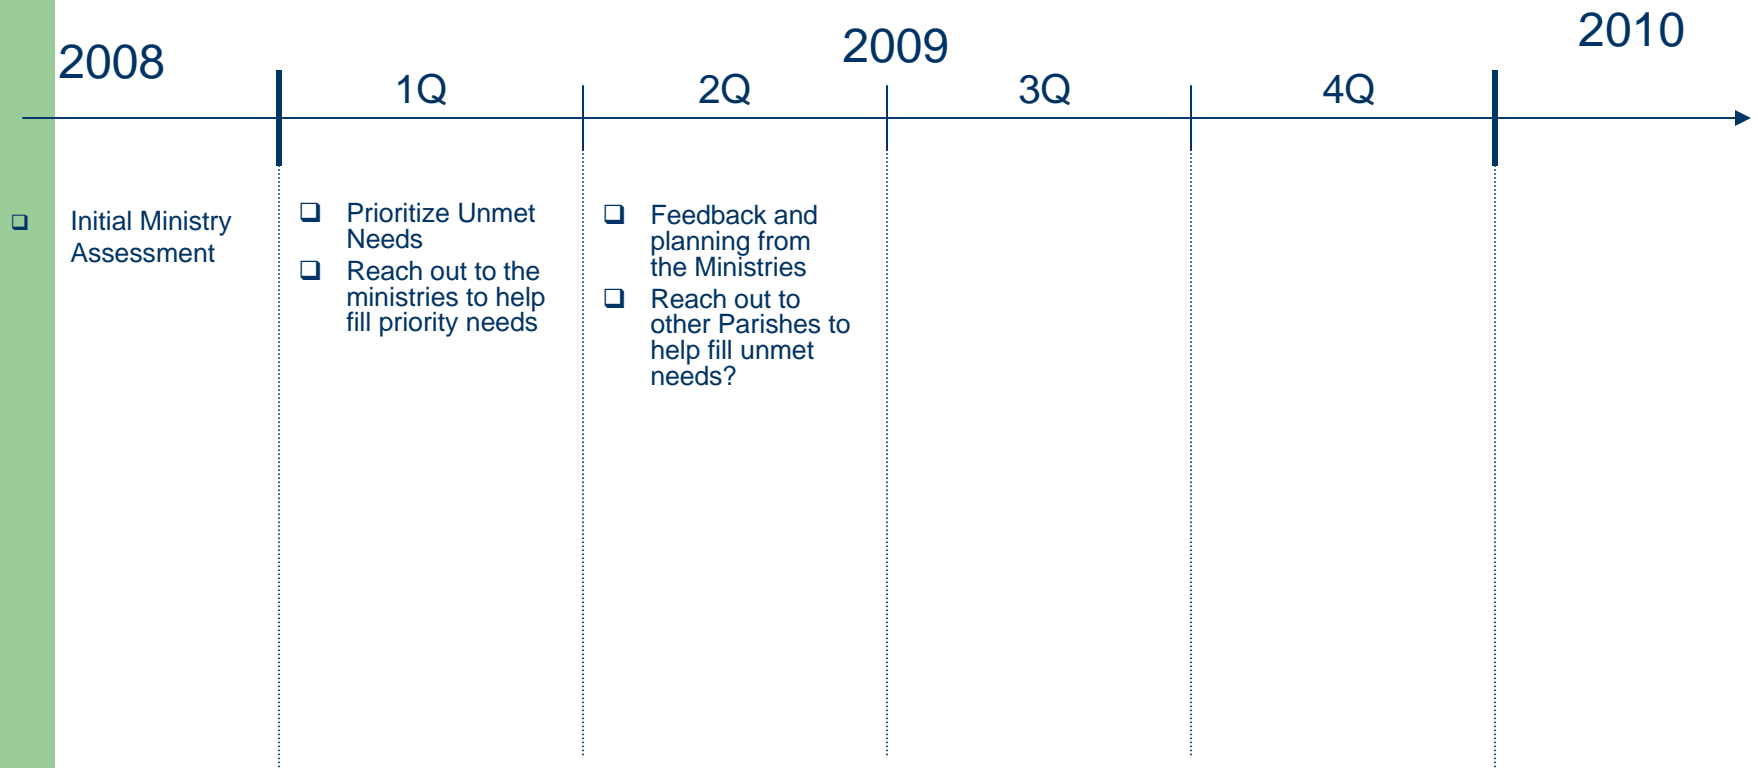 2008
2009
2010
1Q
2Q
3Q
4Q
❑ Initial Ministry
Assessment
❑ Prioritize Unmet
Needs
❑ Reach out to the
ministries to help
fill priority needs
❑ Feedback and
planning from
the Ministries
❑ Reach out to
other Parishes to
help fill unmet
needs?